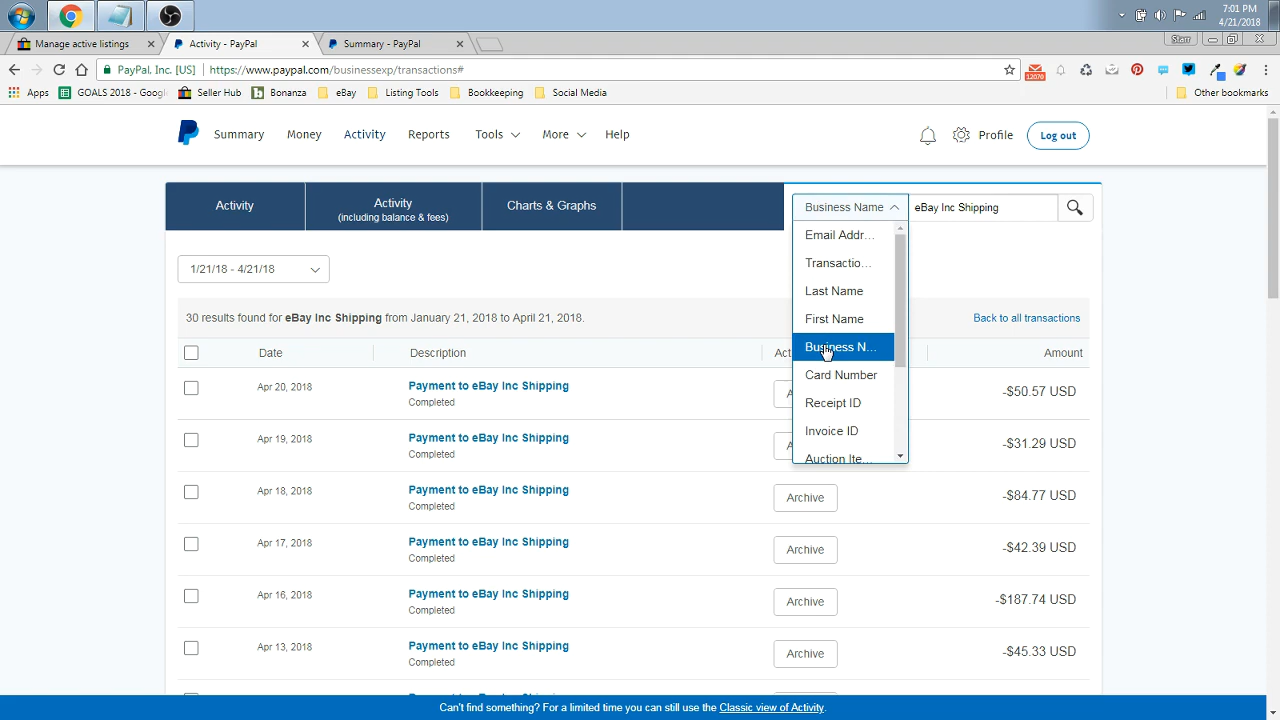 7:01 PM
4/21/2018
Manage active listings
Activity - PayPal
Summary - PayPal
Starr
PayPal, Inc. [US]
https://www.paypal.com/businessexp/transactions#
12070
Apps
GOALS 2018 - Googl
Seller Hub
Bonanza
eBay
Listing Tools
Bookkeeping
Social Media
Other bookmarks
Summary
Money
Activity
Reports
Tools
More
Help
Profile
Log out
Activity
Activity
(including balance & fees)
Charts & Graphs
Business Name
eBay Inc Shipping
Email Addr...
Transactio...
Last Name
First Name
Business N...
Card Number
Receipt ID
Invoice ID
Auction Ite...
1/21/18 - 4/21/18
30 results found for eBay Inc Shipping from January 21, 2018 to April 21, 2018.
Back to all transactions
Date
Description
Act
Amount
Apr 20, 2018
Payment to eBay Inc Shipping
Completed
A
-$50.57 USD
Apr 19, 2018
Payment to eBay Inc Shipping
Completed
A
-$31.29 USD
Apr 18, 2018
Payment to eBay Inc Shipping
Completed
Archive
-$84.77 USD
Apr 17, 2018
Payment to eBay Inc Shipping
Completed
Archive
-$42.39 USD
Apr 16, 2018
Payment to eBay Inc Shipping
Completed
Archive
-$187.74 USD
Apr 13, 2018
Payment to eBay Inc Shipping
Completed
Archive
-$45.33 USD
Can't find something? For a limited time you can still use the Classic view of Activity.